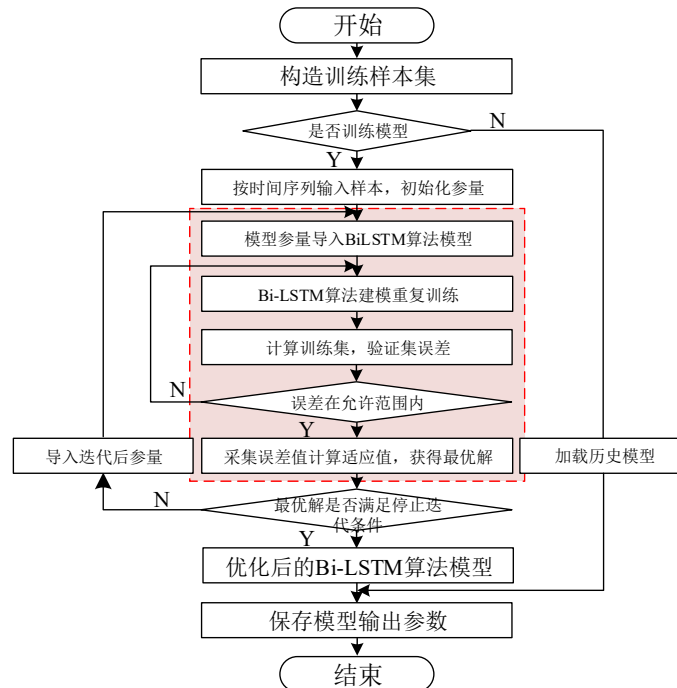 开始
构造训练样本集
是否训练模型
N
Y
按时间序列输入样本，初始化参量
模型参量导入BiLSTM算法模型
Bi-LSTM算法建模重复训练
计算训练集，验证集误差
N
误差在允许范围内
Y
导入迭代后参量
采集误差值计算适应值，获得最优解
加载历史模型
N
最优解是否满足停止迭
代条件
Y
优化后的Bi-LSTM算法模型
保存模型输出参数
结束